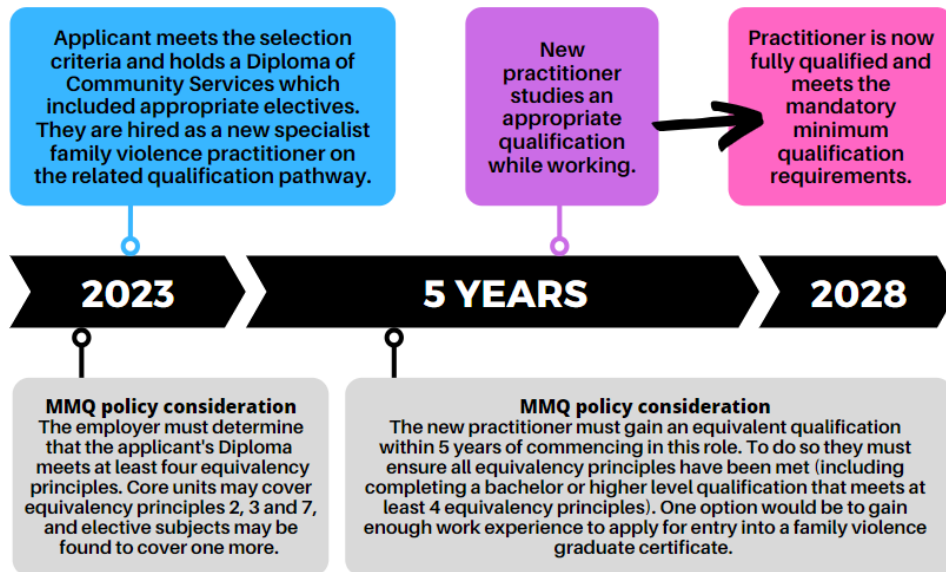 Applicant meets the selection
criteria and holds a Diploma of
Community Services which
included appropriate electives.
They are hired as a new specialist
family violence practitioner on
the related qualification pathway.
New
practitioner
studies an
appropriate
qualification
while working.
Practitioner is now
fully qualified and
meets the
mandatory
minimum
qualification
requirements.
2023
5 YEARS
2028
MMQ policy consideration
The employer must determine
that the applicant's Diploma
meets at least four equivalency
principles. Core units may cover
equivalency principles 2, 3 and 7,
and elective subjects may be
found to cover one more.
MMQ policy consideration
The new practitioner must gain an equivalent qualification
within 5 years of commencing in this role. To do so they must
ensure all equivalency principles have been met (including
completing a bachelor or higher level qualification that meets at
least 4 equivalency principles). One option would be to gain
enough work experience to apply for entry into a family violence
graduate certificate.